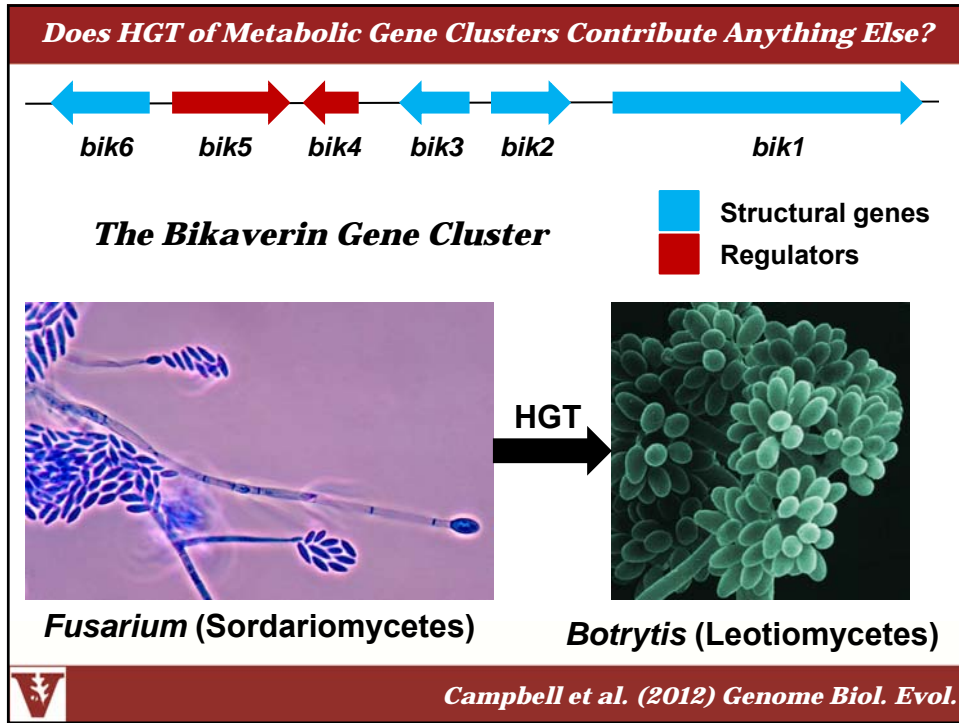 Does HGT of Metabolic Gene Clusters Contribute Anything Else?
bik6 bik5 bik4 bik3 bik2 bik1
The Bikaverin Gene Cluster
Structural genes
Regulators
HGT
Fusarium (Sordariomycetes)
Botrytis (Leotiomycetes)
V
Campbell et al. (2012) Genome Biol. Evol.